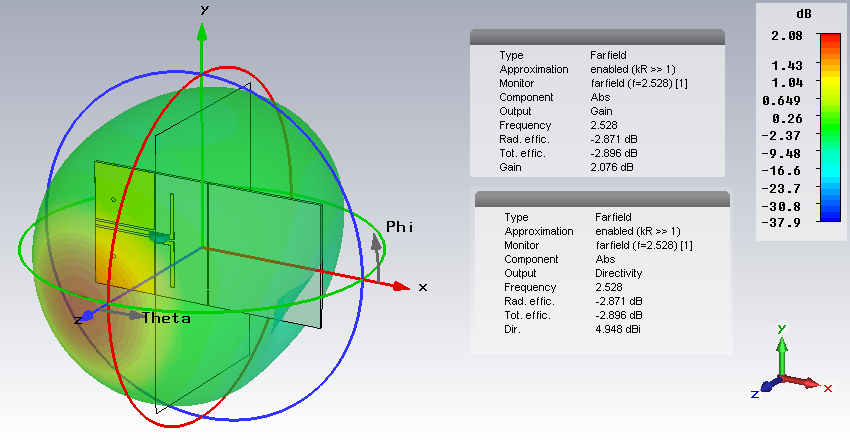 y
Phi
x
z
Theta
Type Farfield
Approximation enabled (kR >> 1)
Monitor farfield (f=2.528) [1]
Component Abs
Output Gain
Frequency 2.528
Rad. effic. -2.871 dB
Tot. effic. -2.896 dB
Gain 2.076 dB
Type Farfield
Approximation enabled (kR >> 1)
Monitor farfield (f=2.528) [1]
Component Abs
Output Directivity
Frequency 2.528
Rad. effic. -2.871 dB
Tot. effic. -2.896 dB
Dir. 4.948 dBi
dB
2.08
1.43
1.04
0.649
0.26
-2.37
-9.48
-16.6
-23.7
-30.8
-37.9
y
x
z